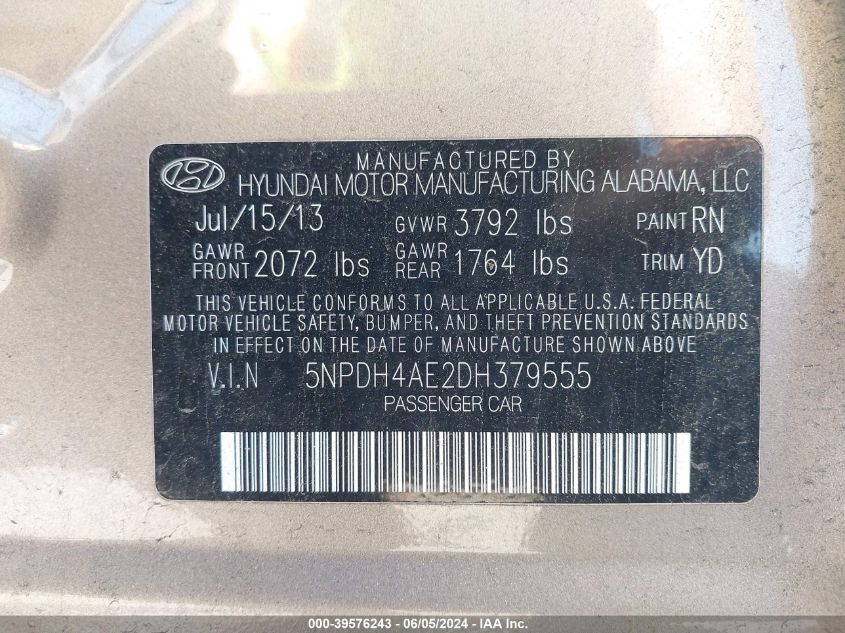 MANUFACTURED BY
HYUNDAI MOTOR MANUFACTURING ALABAMA, LLC
Jul/15/13 GVWR 3792 lbs PAINT RN
GAWR FRONT 2072 lbs GAWR REAR 1764 lbs TRIM YD
THIS VEHICLE CONFORMS TO ALL APPLICABLE U.S.A. FEDERAL
MOTOR VEHICLE SAFETY, BUMPER, AND THEFT PREVENTION STANDARDS
IN EFFECT ON THE DATE OF MANUFACTURE SHOWN ABOVE
V.I.N 5NPDH4AE2DH379555
PASSENGER CAR
000-39576243 - 06/05/2024 - IAA Inc.